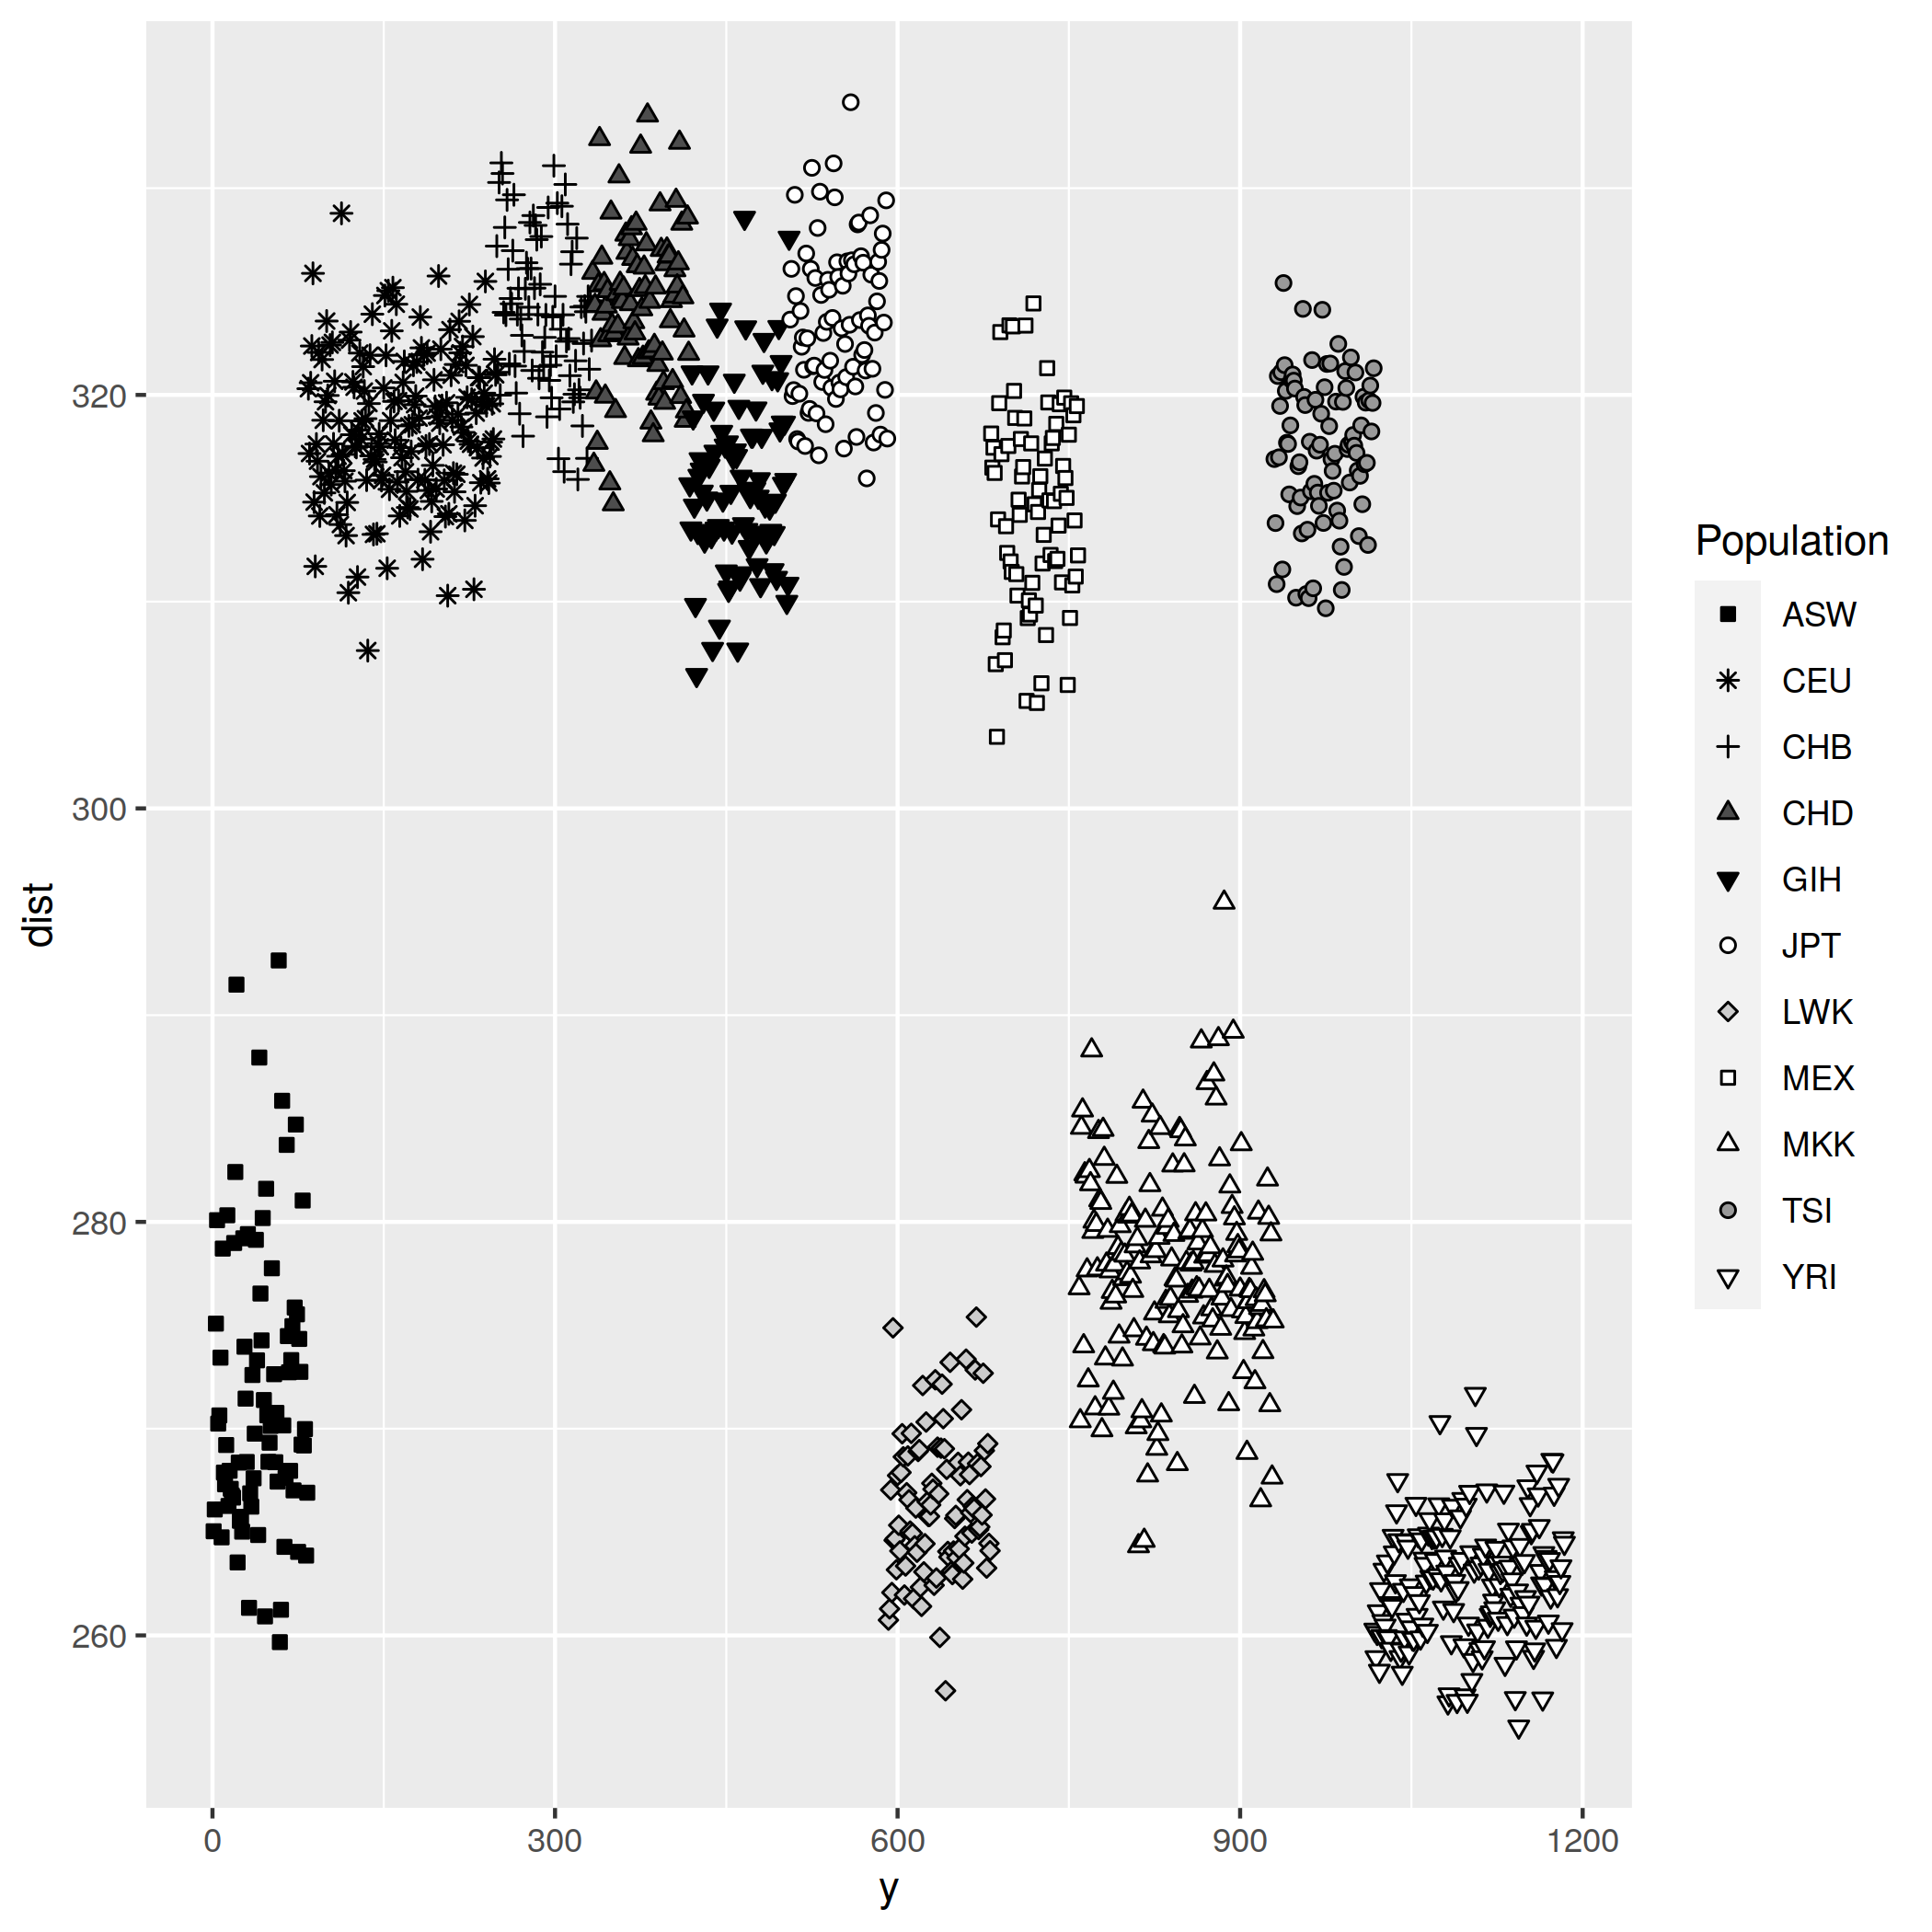 320
300
280
260
dist
0 300 600 900 1200
y
Population
ASW
CEU
CHB
CHD
GIH
JPT
LWK
MEX
MKK
TSI
YRI